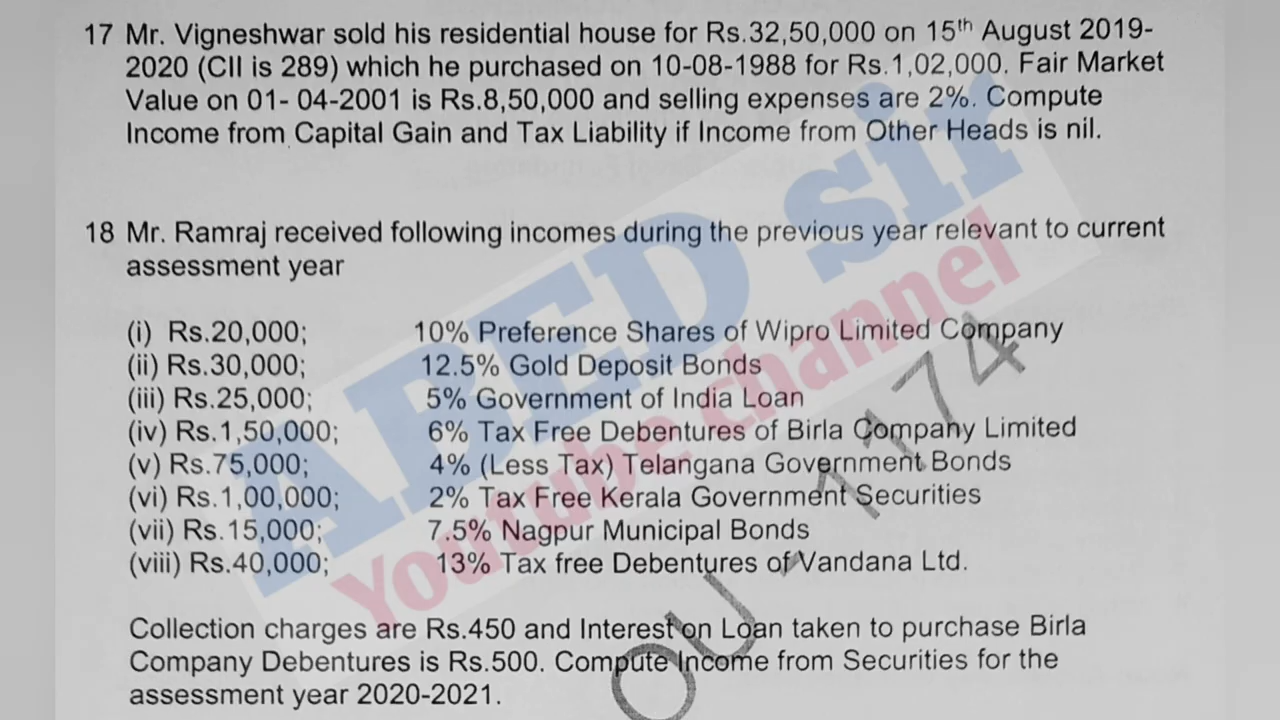 17 Mr. Vigneshwar sold his residential house for Rs.32,50,000 on 15th August 2019-
2020 (CII is 289) which he purchased on 10-08-1988 for Rs.1,02,000. Fair Market
Value on 01- 04-2001 is Rs.8,50,000 and selling expenses are 2%. Compute
Income from Capital Gain and Tax Liability if Income from Other Heads is nil.
18 Mr. Ramraj received following incomes during the previous year relevant to current
assessment year
(i) Rs.20,000; 10% Preference Shares of Wipro Limited Company
(ii) Rs.30,000; 12.5% Gold Deposit Bonds
(iii) Rs.25,000; 5% Government of India Loan
(iv) Rs.1,50,000; 6% Tax Free Debentures of Birla Company Limited
(v) Rs.75,000; 4% (Less Tax) Telangana Government Bonds
(vi) Rs.1,00,000; 2% Tax Free Kerala Government Securities
(vii) Rs.15,000; 7.5% Nagpur Municipal Bonds
(viii) Rs.40,000; 13% Tax free Debentures of Vandana Ltd.
Collection charges are Rs.450 and Interest on Loan taken to purchase Birla
Company Debentures is Rs.500. Compute Income from Securities for the
assessment year 2020-2021.
ABED sir
Youtube channel
OU - 1174